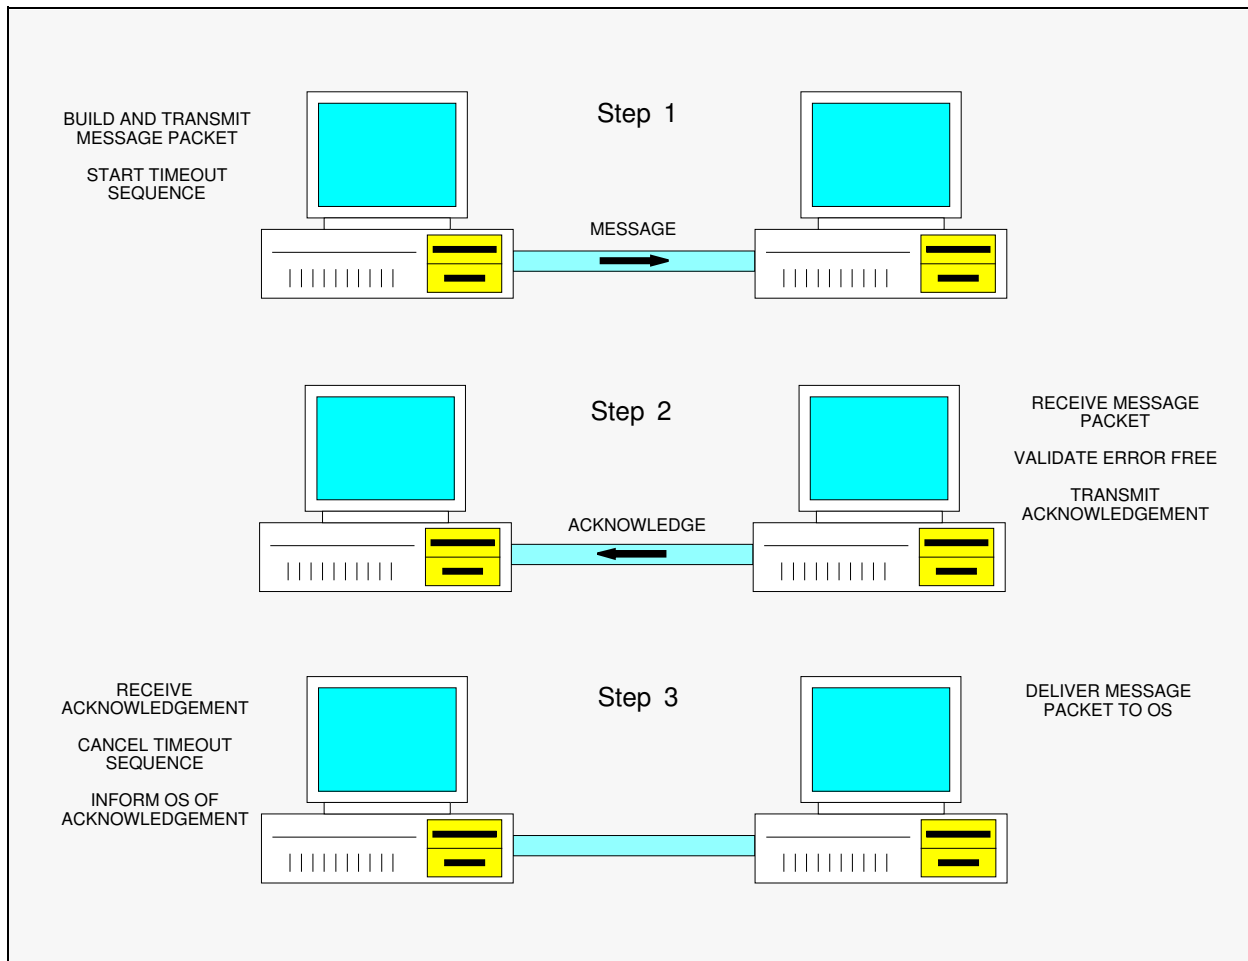 Step 1
BUILD AND TRANSMIT
MESSAGE PACKET
START TIMEOUT
SEQUENCE
MESSAGE
Step 2
RECEIVE MESSAGE
PACKET
VALIDATE ERROR FREE
TRANSMIT
ACKNOWLEDGEMENT
ACKNOWLEDGE
Step 3
RECEIVE
ACKNOWLEDGEMENT
CANCEL TIMEOUT
SEQUENCE
INFORM OS OF
ACKNOWLEDGEMENT
DELIVER MESSAGE
PACKET TO OS